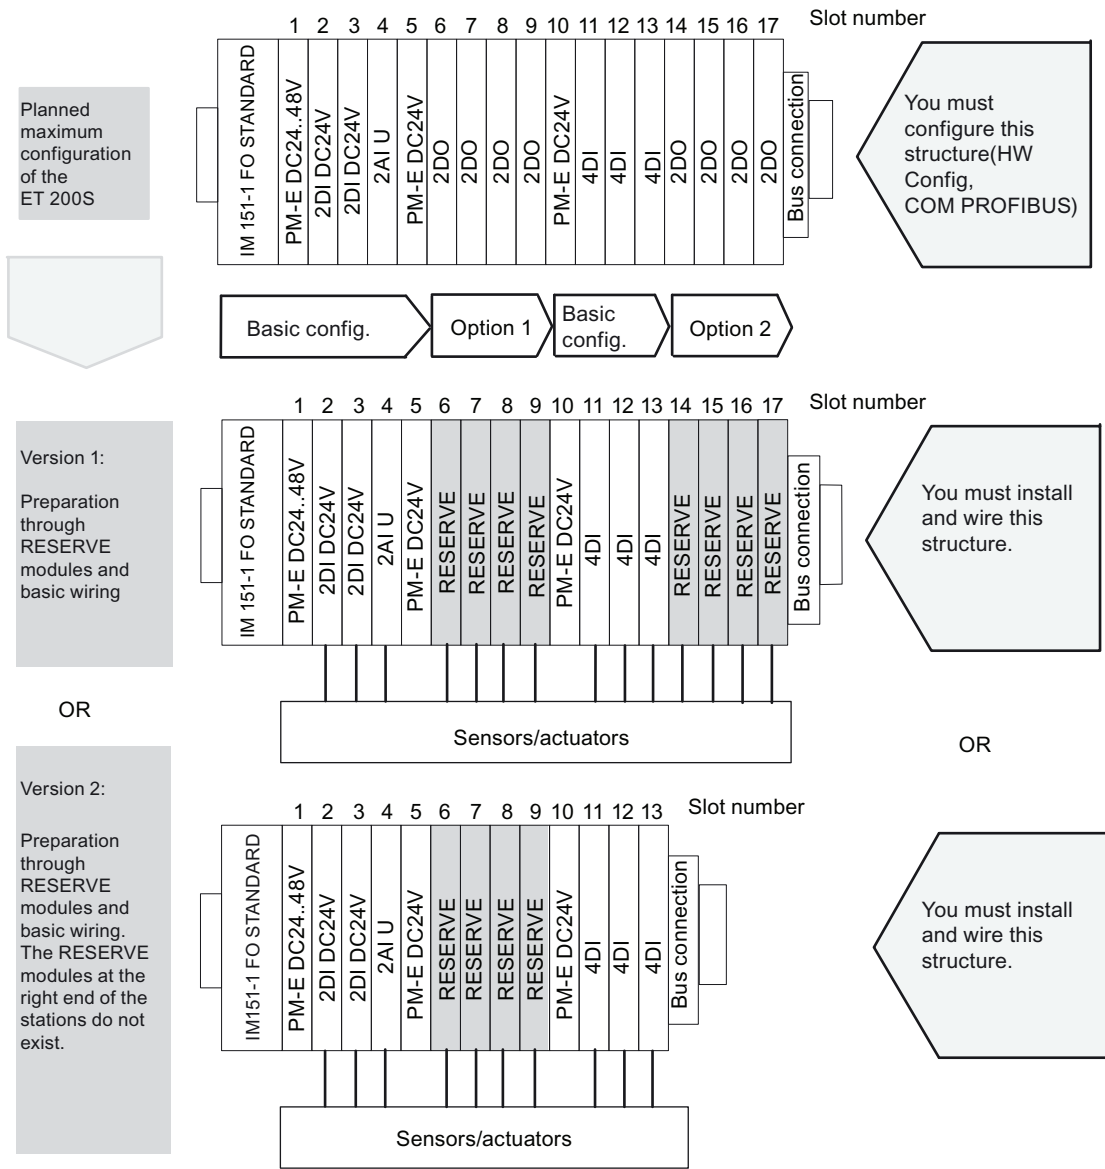 1 2 3 4 5 6 7 8 9 10 11 12 13 14 15 16 17 Slot number
Planned
maximum
configuration
of the
ET 200S
IM 151-1 FO STANDARD
PM-E DC24..48V
2DI DC24V
2DI DC24V
2AI U
PM-E DC24V
2DO
2DO
2DO
2DO
PM-E DC24V
4DI
4DI
4DI
2DO
2DO
2DO
2DO
Bus connection
You must
configure this
structure(HW
Config,
COM PROFIBUS)
Basic config.
Option 1
Basic
config.
Option 2
1 2 3 4 5 6 7 8 9 10 11 12 13 14 15 16 17 Slot number
Version 1:
Preparation
through
RESERVE
modules and
basic wiring
IM 151-1 FO STANDARD
PM-E DC24..48V
2DI DC24V
2DI DC24V
2AI U
PM-E DC24V
RESERVE
RESERVE
RESERVE
RESERVE
PM-E DC24V
4DI
4DI
4DI
RESERVE
RESERVE
RESERVE
RESERVE
Bus connection
You must install
and wire this
structure.
Sensors/actuators
OR
OR
Version 2:
Preparation
through
RESERVE
modules and
basic wiring.
The RESERVE
modules at the
right end of the
stations do not
exist.
1 2 3 4 5 6 7 8 9 10 11 12 13 Slot number
IM151-1 FO STANDARD
PM-E DC24..48V
2DI DC24V
2DI DC24V
2AI U
PM-E DC24V
RESERVE
RESERVE
RESERVE
RESERVE
PM-E DC24V
4DI
4DI
4DI
Bus connection
You must install
and wire this
structure.
Sensors/actuators